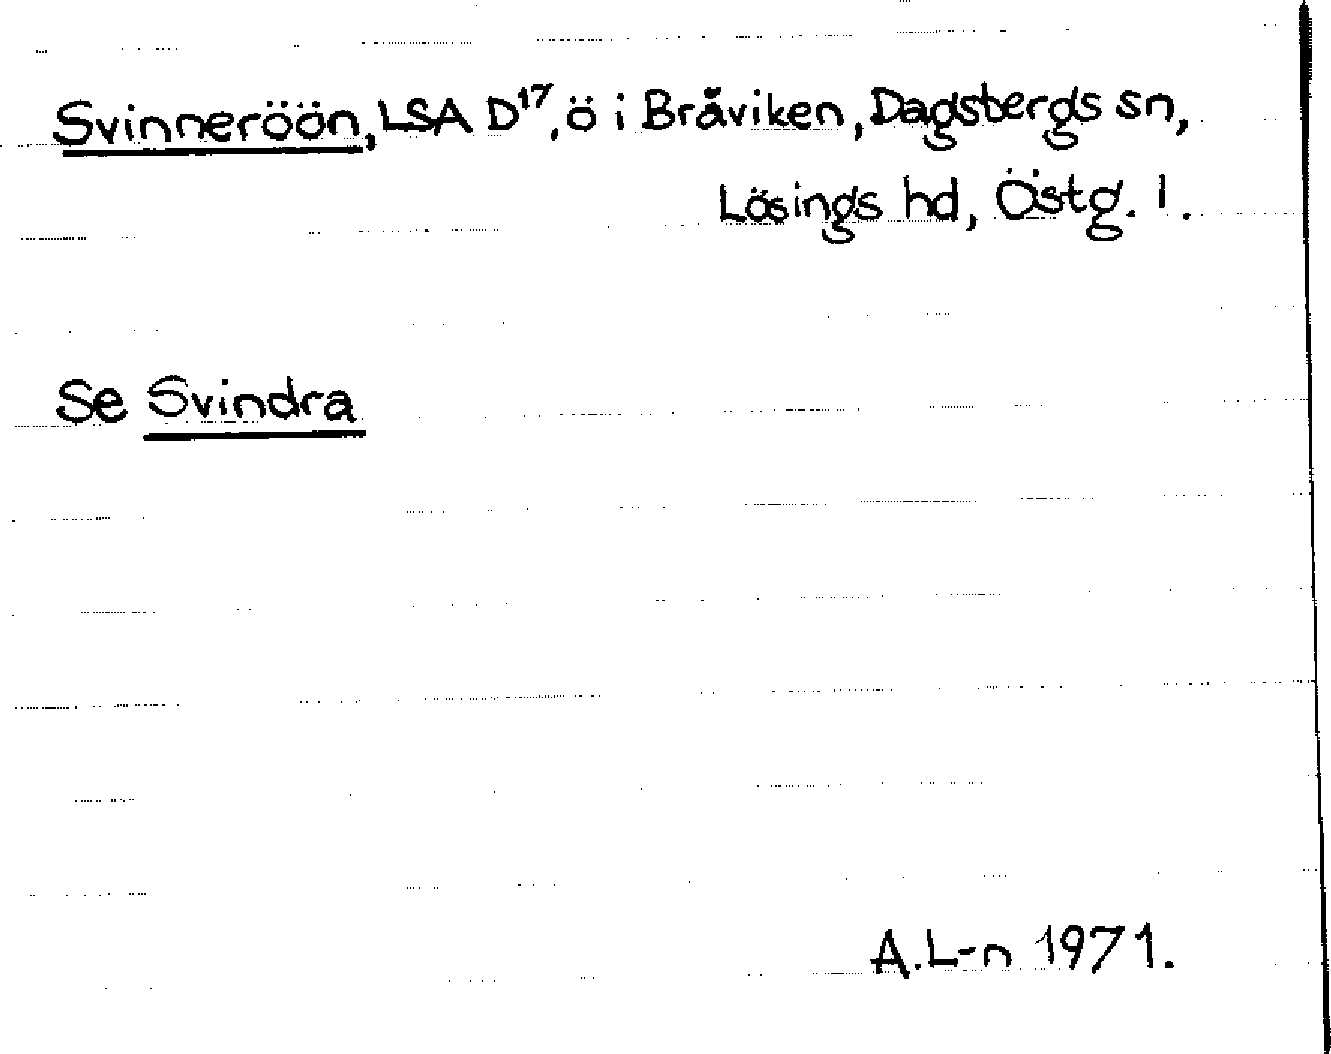 Svinneröön, LSA D17, ö i Bråviken, Dagsbergs sn,
Lösings hd, Östg. l.
Se Svindra
A.L-n 1971.